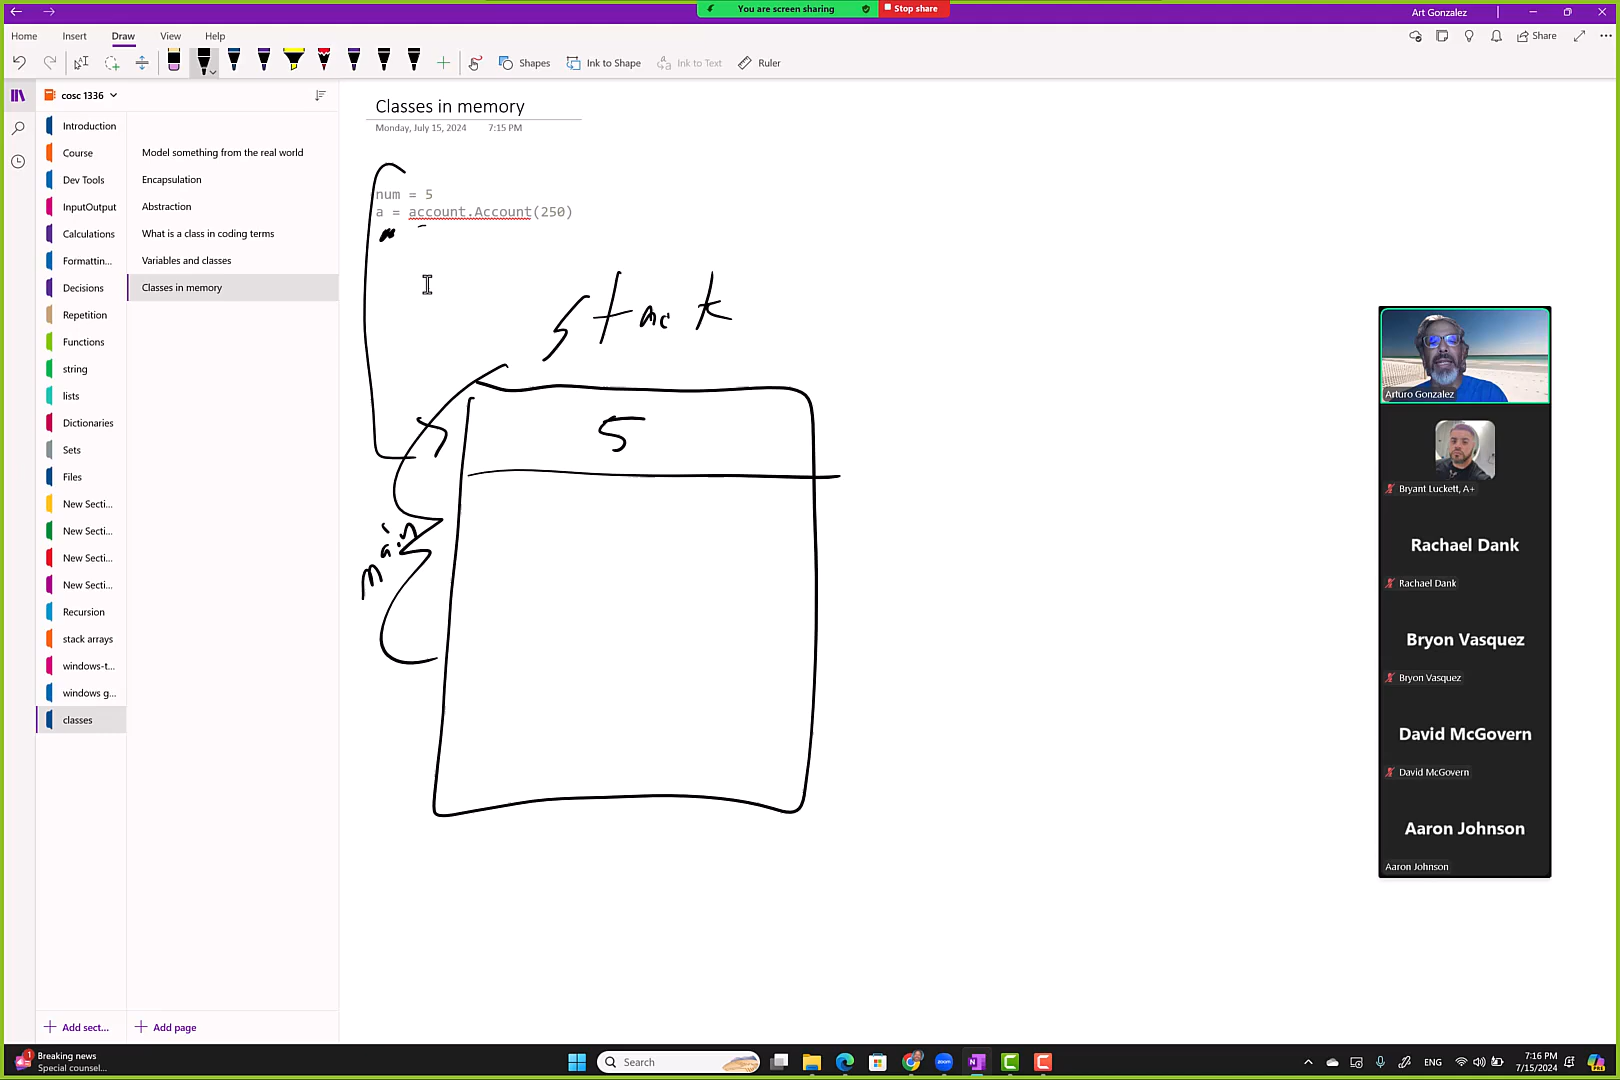 You are screen sharing
Stop share
Art Gonzalez
Home Insert Draw View Help
Share
Shapes
Ink to Shape
Ink to Text
Ruler
cosc 1336
Introduction
Course
Dev Tools
InputOutput
Calculations
Formattin...
Decisions
Repetition
Functions
string
lists
Dictionaries
Sets
Files
New Secti...
New Secti...
New Secti...
New Secti...
Recursion
stack arrays
windows-t...
windows g...
classes
Add sect...
Model something from the real world
Encapsulation
Abstraction
What is a class in coding terms
Variables and classes
Classes in memory
Add page
Classes in memory
Monday, July 15, 2024 7:15 PM
num = 5
a = account.Account(250)
stack
5
main
Arturo Gonzalez
Bryant Luckett, A+
Rachael Dank
Rachael Dank
Bryon Vasquez
Bryon Vasquez
David McGovern
David McGovern
Aaron Johnson
Aaron Johnson
1
Breaking news
Special counsel...
Search
ENG
7:16 PM
7/15/2024